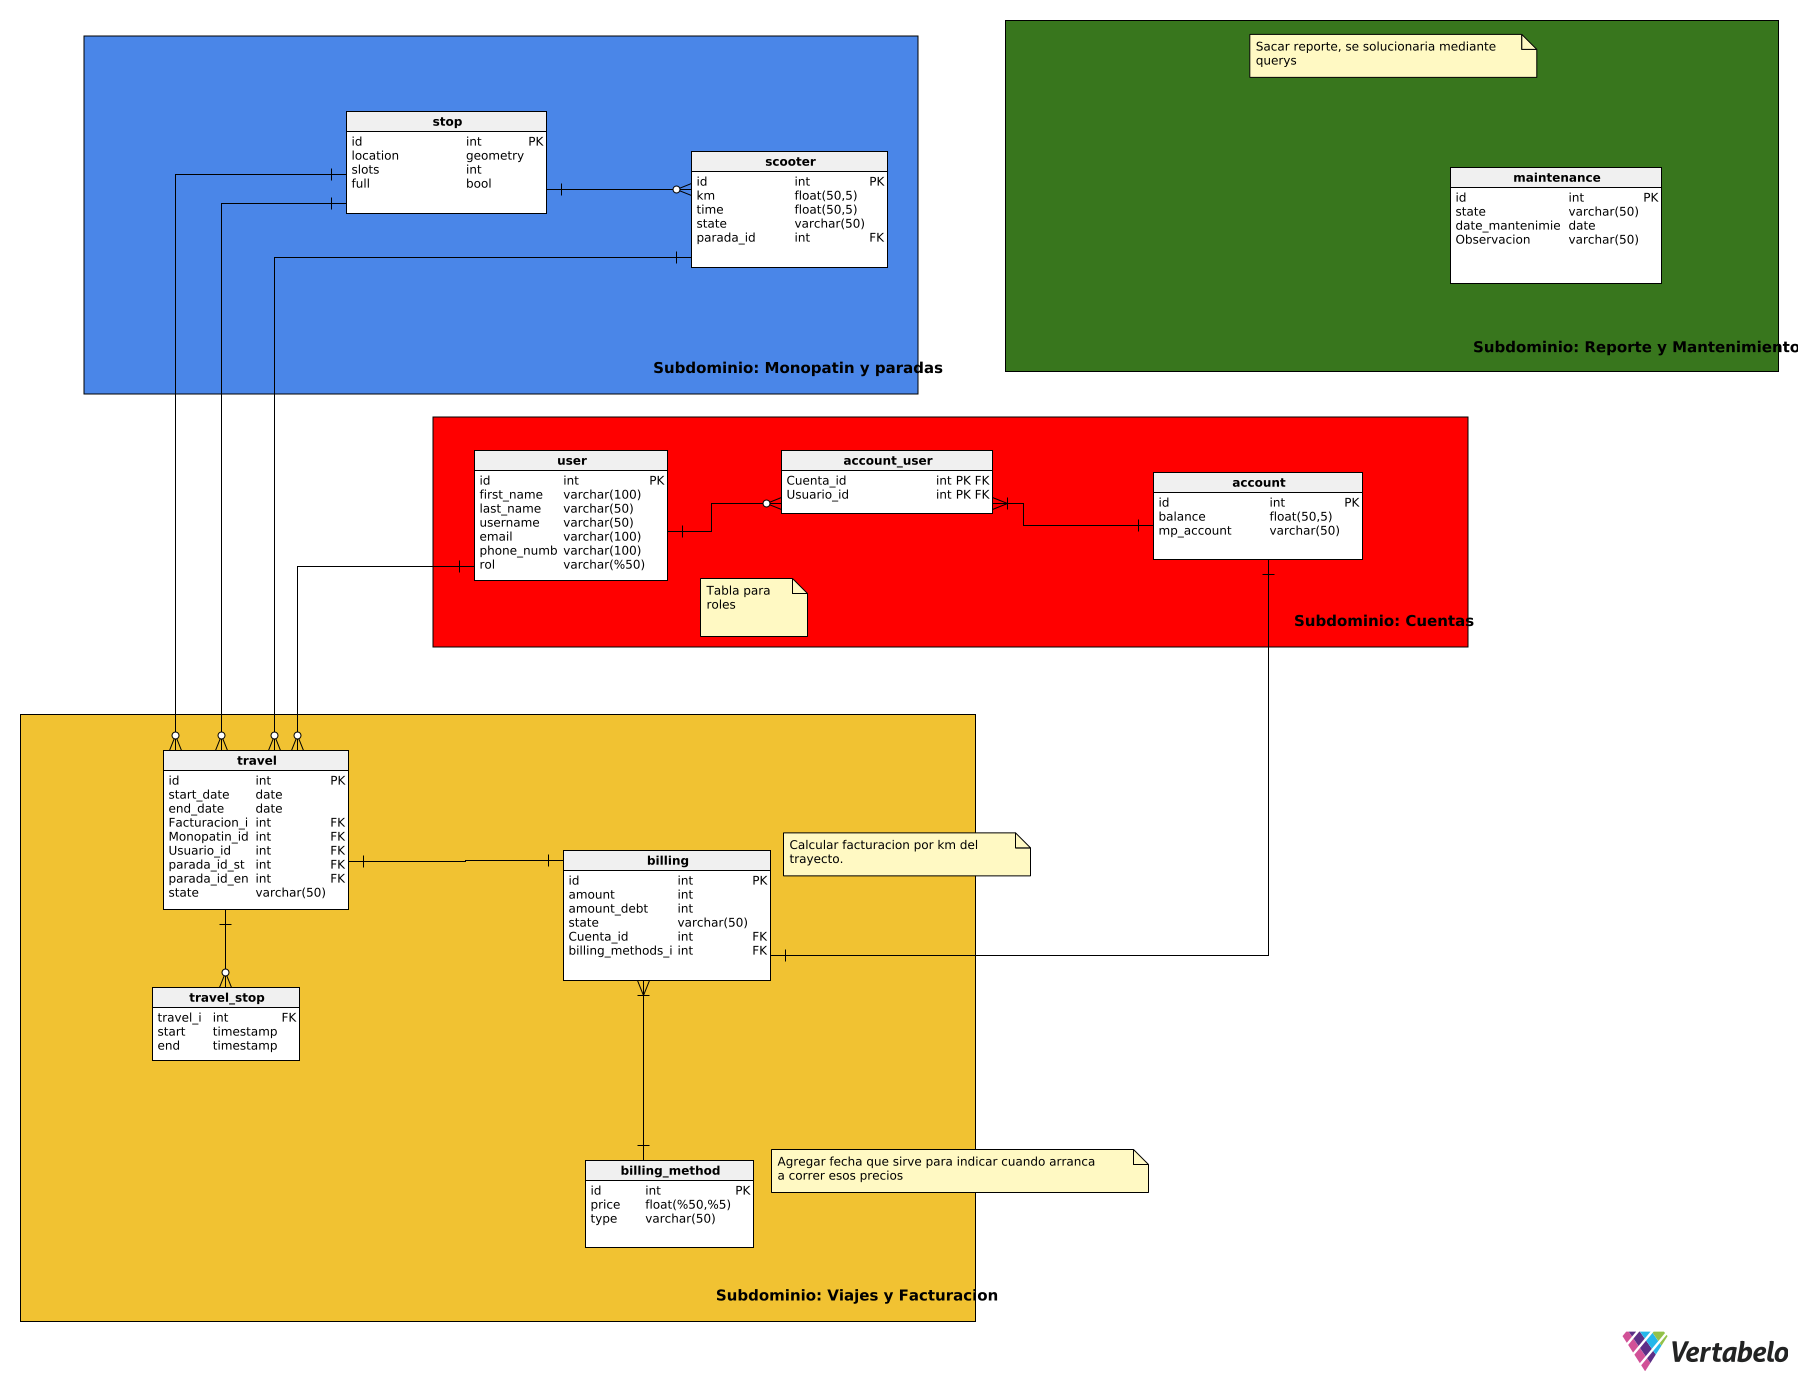 stop
id int PK
location geometry
slots int
full bool
scooter
id int PK
km float(50,5)
time float(50,5)
state varchar(50)
parada_id int FK
Subdominio: Monopatin y paradas
Sacar reporte, se solucionaria mediante
querys
maintenance
id int PK
state varchar(50)
date_mantenimie date
Observacion varchar(50)
Subdominio: Reporte y Mantenimiento
user
id int PK
first_name varchar(100)
last_name varchar(50)
username varchar(50)
email varchar(100)
phone_numb varchar(100)
rol varchar(%50)
account_user
Cuenta_id int PK FK
Usuario_id int PK FK
account
id int PK
balance float(50,5)
mp_account varchar(50)
Tabla para
roles
Subdominio: Cuentas
travel
id int PK
start_date date
end_date date
Facturacion_i int FK
Monopatin_id int FK
Usuario_id int FK
parada_id_st int FK
parada_id_en int FK
state varchar(50)
billing
id int PK
amount int
amount_debt int
state varchar(50)
Cuenta_id int FK
billing_methods_i int FK
Calcular facturacion por km del
trayecto.
travel_stop
travel_i int FK
start timestamp
end timestamp
billing_method
id int PK
price float(%50,%5)
type varchar(50)
Agregar fecha que sirve para indicar cuando arranca
a correr esos precios
Subdominio: Viajes y Facturacion
Vertabelo